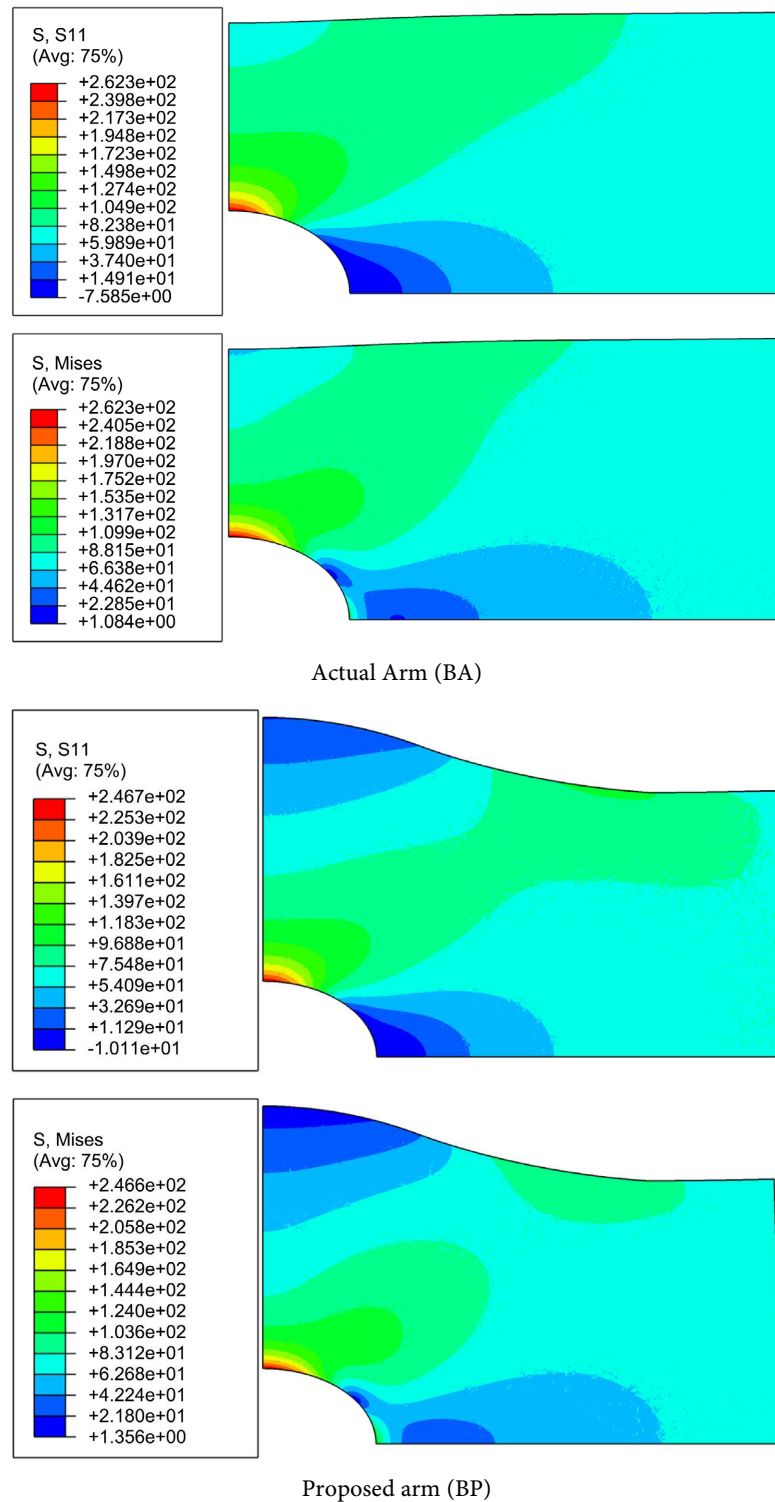 S, S11
(Avg: 75%)
+2.623e+02
+2.398e+02
+2.173e+02
+1.948e+02
+1.723e+02
+1.498e+02
+1.274e+02
+1.049e+02
+8.238e+01
+5.989e+01
+3.740e+01
+1.491e+01
-7.585e+00
S, Mises
(Avg: 75%)
+2.623e+02
+2.405e+02
+2.188e+02
+1.970e+02
+1.752e+02
+1.535e+02
+1.317e+02
+1.099e+02
+8.815e+01
+6.638e+01
+4.462e+01
+2.285e+01
+1.084e+00
Actual Arm (BA)
S, S11
(Avg: 75%)
+2.467e+02
+2.253e+02
+2.039e+02
+1.825e+02
+1.611e+02
+1.397e+02
+1.183e+02
+9.688e+01
+7.548e+01
+5.409e+01
+3.269e+01
+1.129e+01
-1.011e+01
S, Mises
(Avg: 75%)
+2.466e+02
+2.262e+02
+2.058e+02
+1.853e+02
+1.649e+02
+1.444e+02
+1.240e+02
+1.036e+02
+8.312e+01
+6.268e+01
+4.224e+01
+2.180e+01
+1.356e+00
Proposed arm (BP)